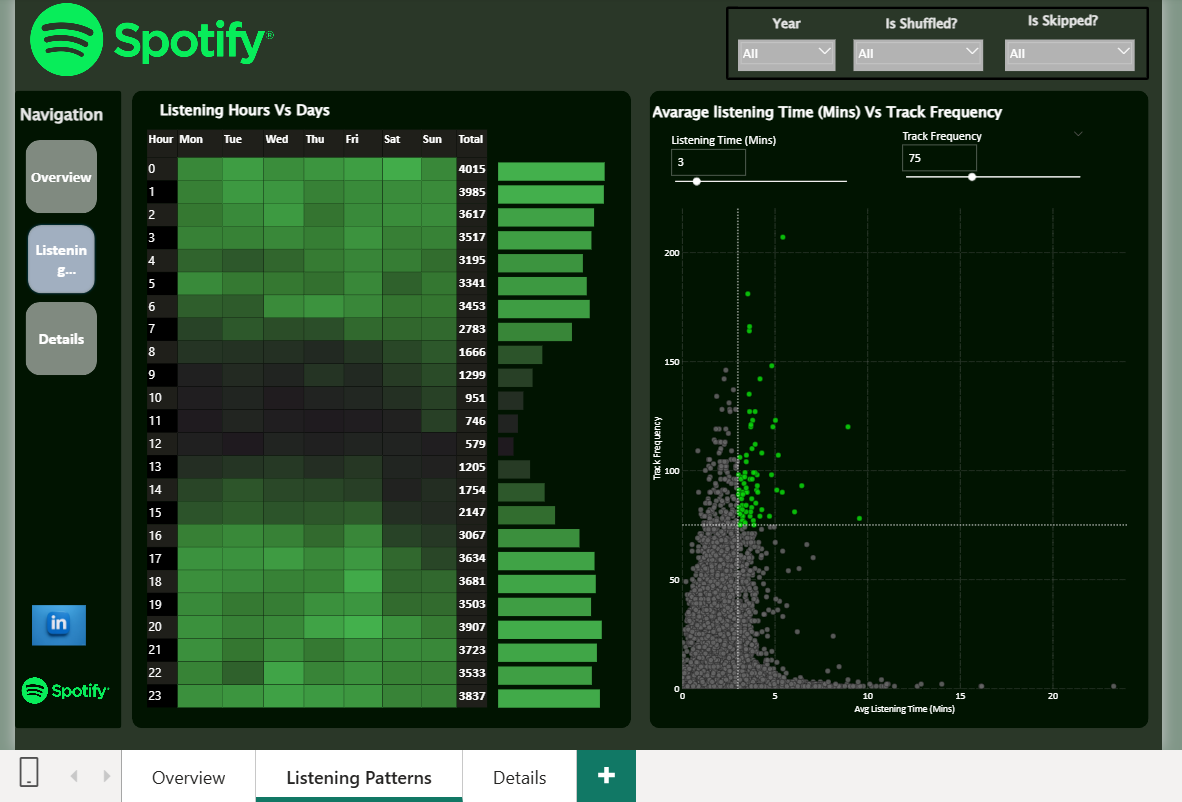 Spotify®
Year
Is Shuffled?
Is Skipped?
All
All
All
Navigation
Overview
Listenin
g...
Details
in
Spotify
Listening Hours Vs Days
Hour Mon Tue Wed Thu Fri Sat Sun Total
0 4015
1 3985
2 3617
3 3517
4 3195
5 3341
6 3453
7 2783
8 1666
9 1299
10 951
11 746
12 579
13 1205
14 1754
15 2147
16 3067
17 3634
18 3681
19 3503
20 3907
21 3723
22 3533
23 3837
Avarage listening Time (Mins) Vs Track Frequency
Listening Time (Mins)
3
Track Frequency
75
Track Frequency
200
150
100
50
0
0 5 10 15 20
Avg Listening Time (Mins)
Overview
Listening Patterns
Details
+